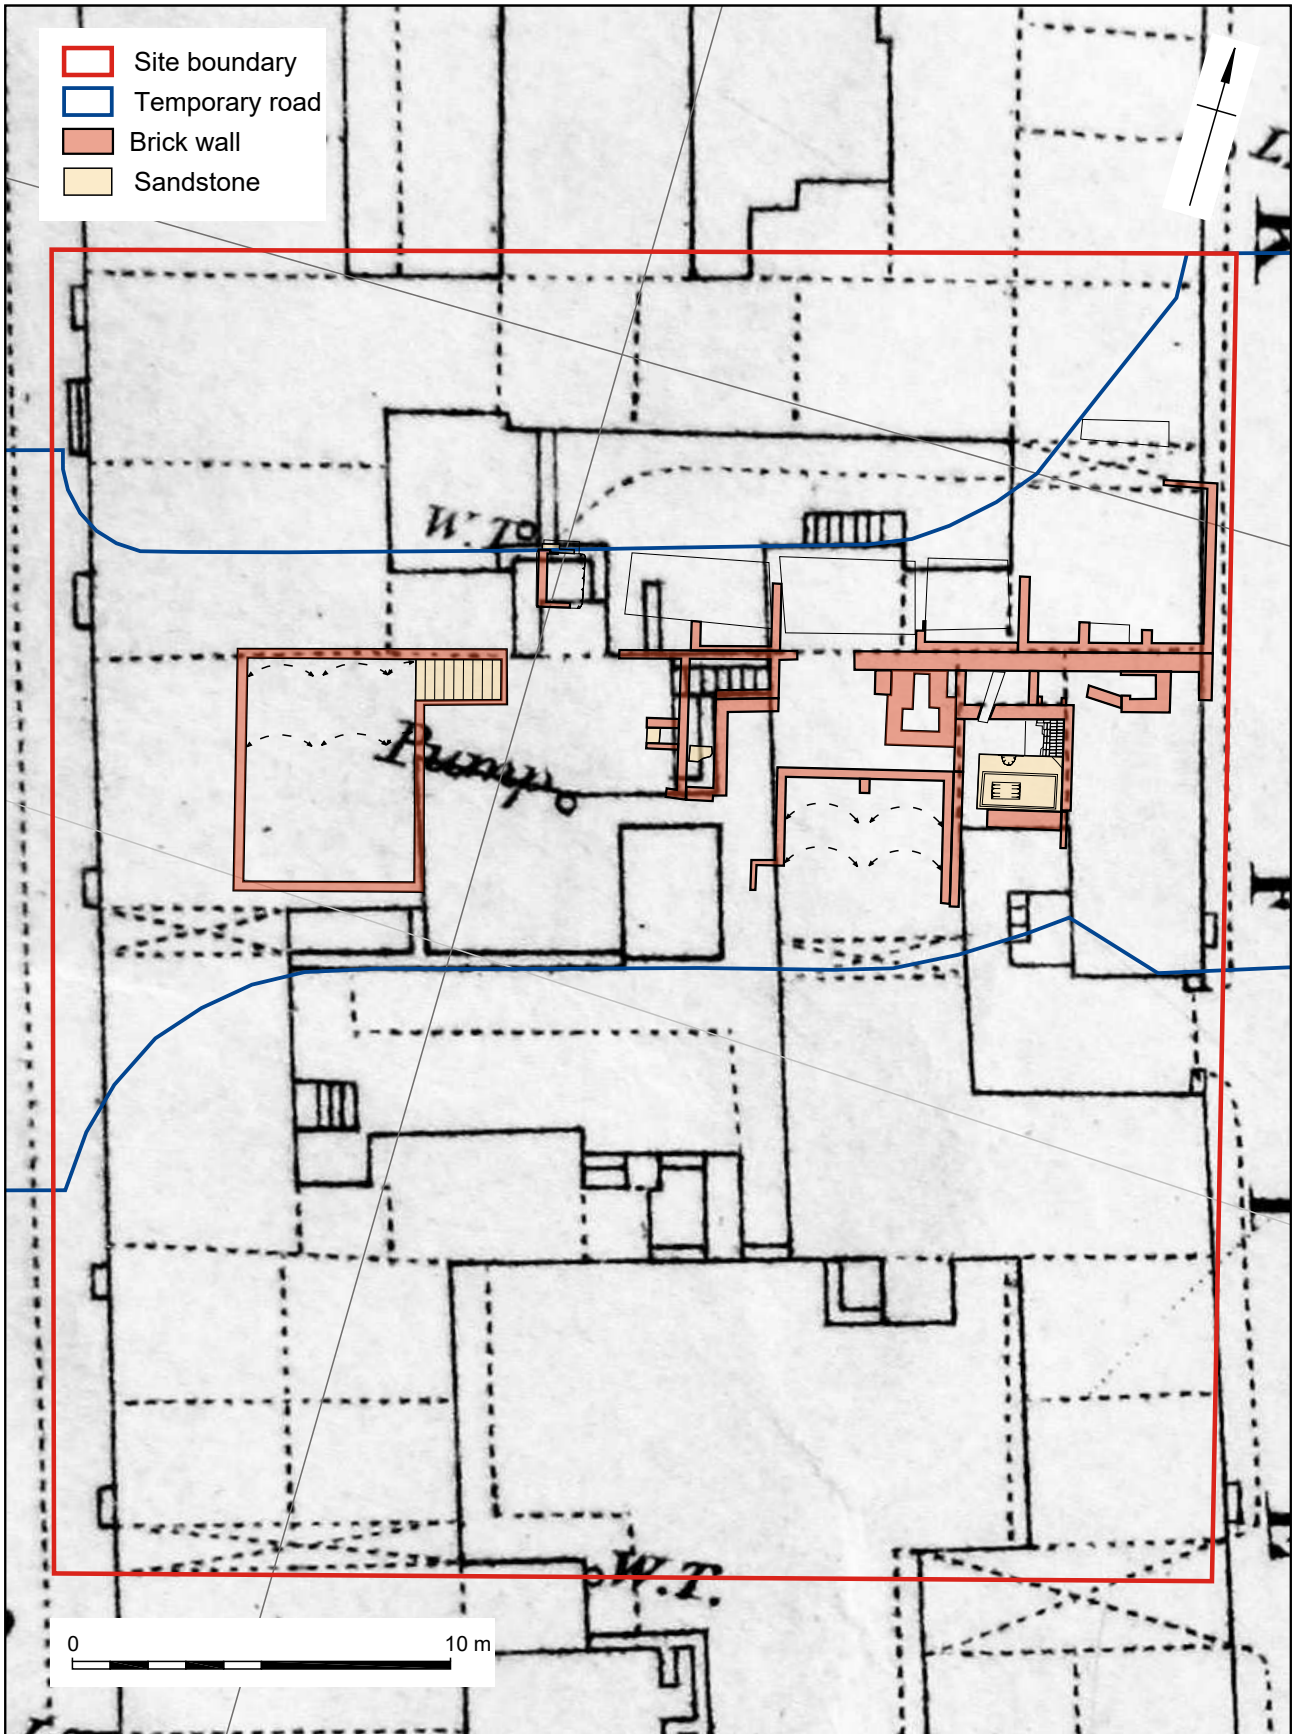 Site boundary
Temporary road
Brick wall
Sandstone
K
W.T.
Pump
W.T.
0 10 m